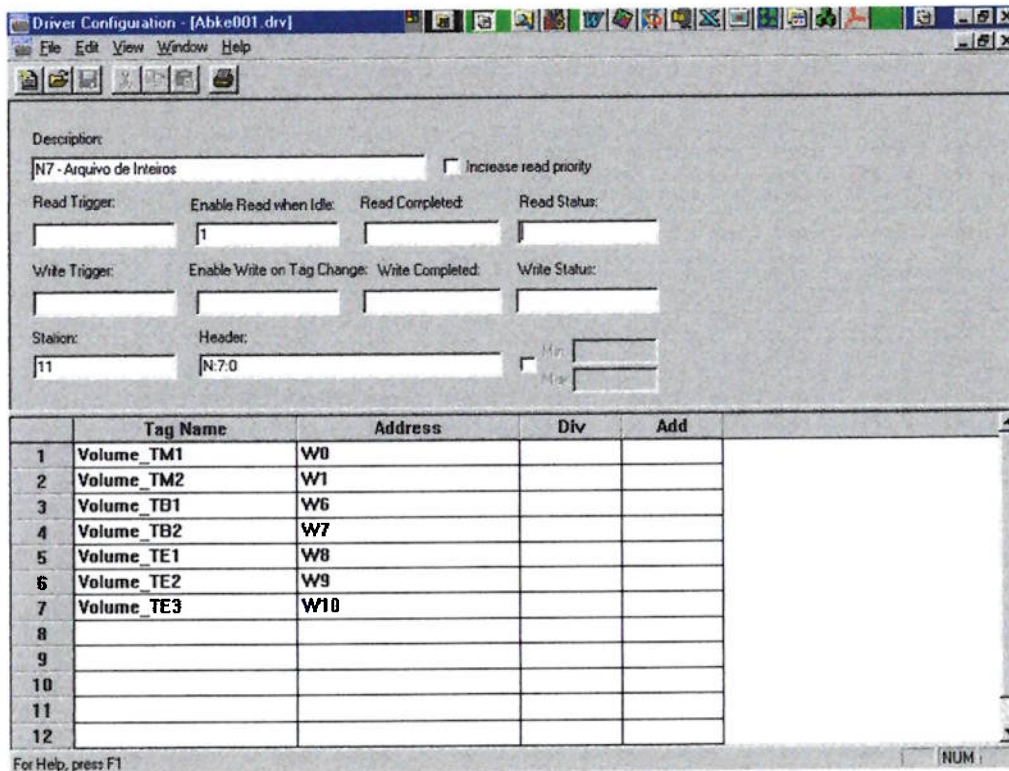 Driver Configuration - [Abke001.drv]
File Edit View Window Help
Description:
N7 - Arquivo de Inteiros Increase read priority
Read Trigger: Enable Read when Idle: Read Completed: Read Status:
1
Write Trigger: Enable Write on Tag Change: Write Completed: Write Status:
Station: Header:
11 N:7:0
Min:
Max:
Tag Name Address Div Add
1 Volume_TM1 W0
2 Volume_TM2 W1
3 Volume_TB1 W6
4 Volume_TB2 W7
5 Volume_TE1 W8
6 Volume_TE2 W9
7 Volume_TE3 W10
8
9
10
11
12
For Help, press F1 NUM